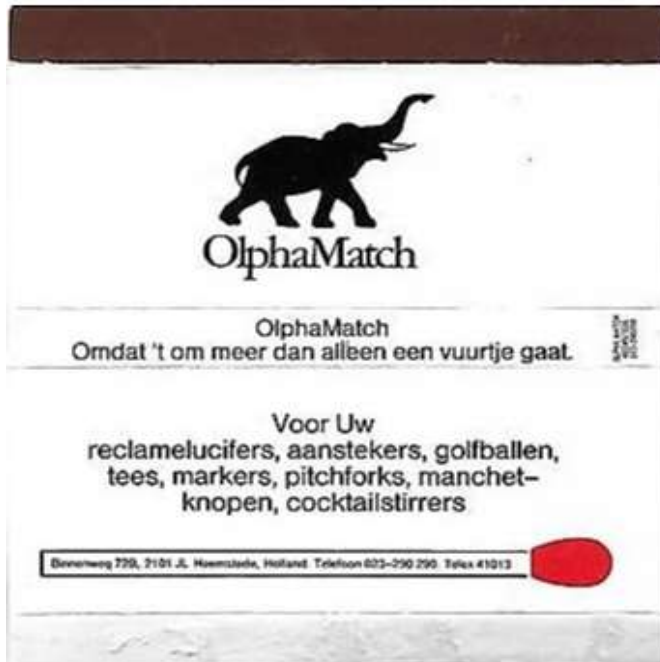 OlphaMatch
OlphaMatch
Omdat 't om meer dan alleen een vuurtje gaat.
Voor Uw
reclamelucifers, aanstekers, golfballen,
tees, markers, pitchforks, manchet-
knopen, cocktailstirrers
Binnenweg 72B, 2101 JL Heemstede, Holland. Telefoon 023-290 290. Telex 41013